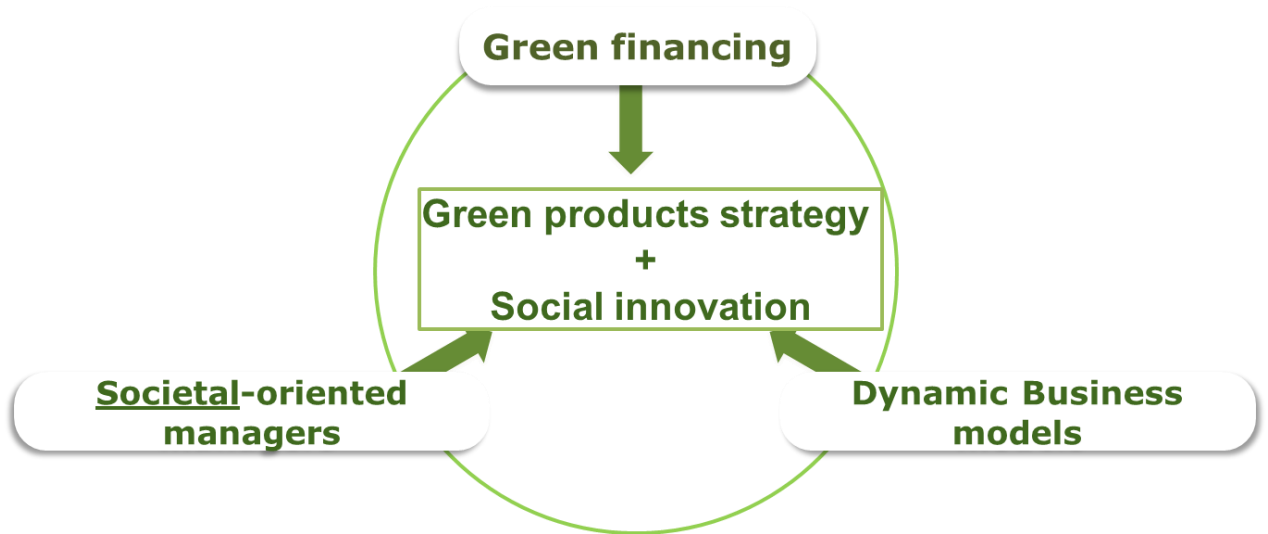 Green financing
Green products strategy
+
Social innovation
Societal-oriented
managers
Dynamic Business
models